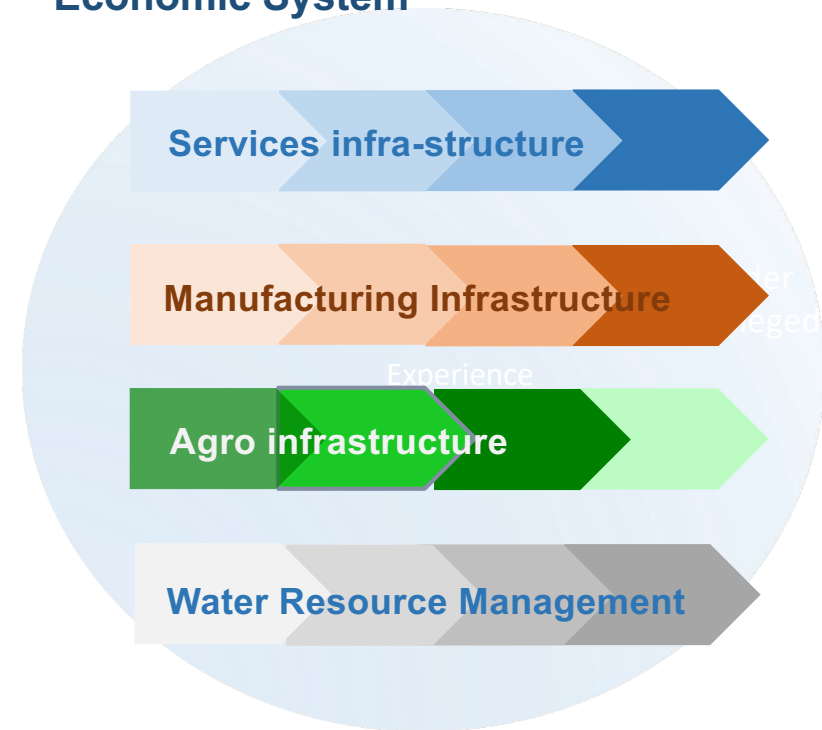 Economic System
Services infra-structure
Manufacturing Infrastructure
Experience
Agro infrastructure
Water Resource Management